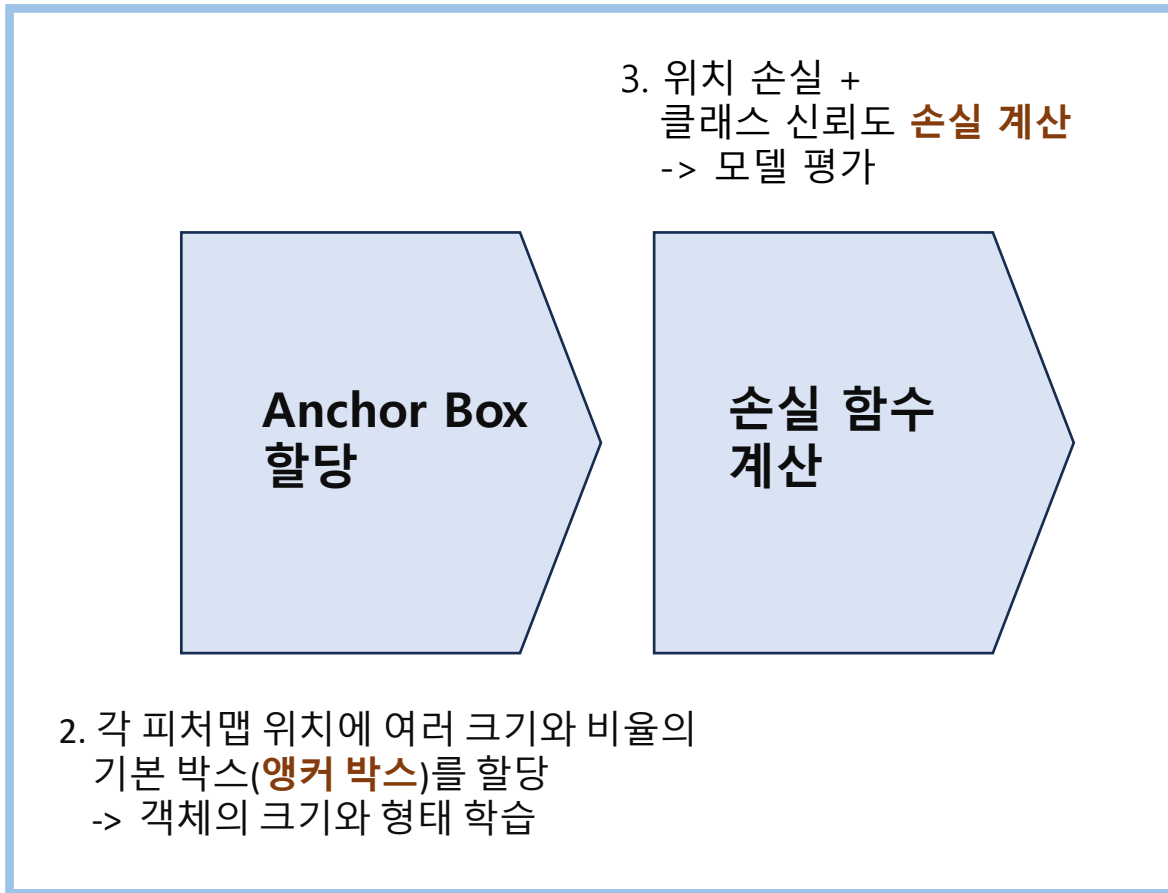 3. 위치 손실 +
클래스 신뢰도 손실 계산
-> 모델 평가
Anchor Box
할당
손실 함수
계산
2. 각 피처맵 위치에 여러 크기와 비율의
기본 박스(앵커 박스)를 할당
-> 객체의 크기와 형태 학습